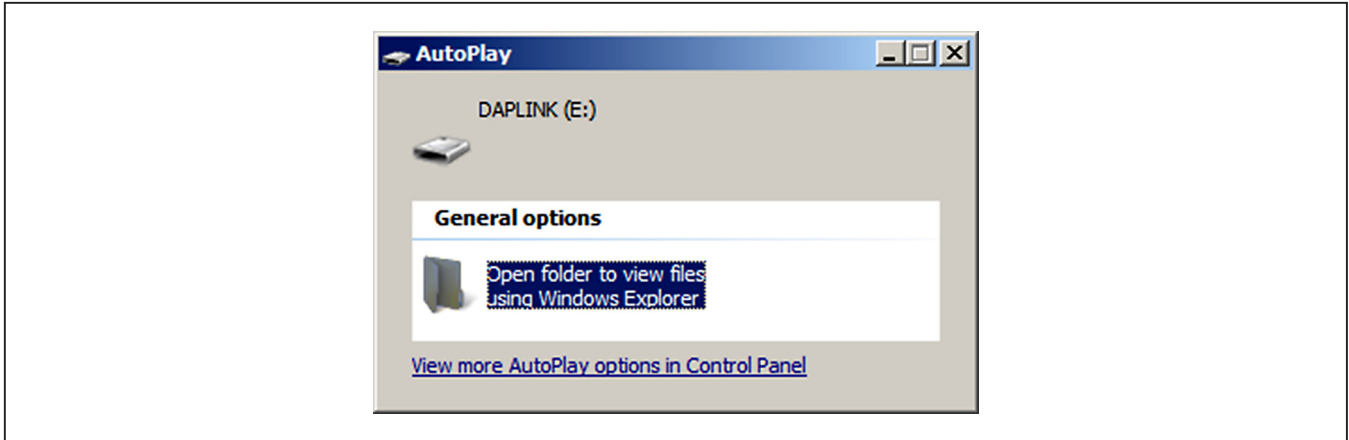 AutoPlay
DAPLINK (E:)
General options
Open folder to view files
using Windows Explorer
View more AutoPlay options in Control Panel